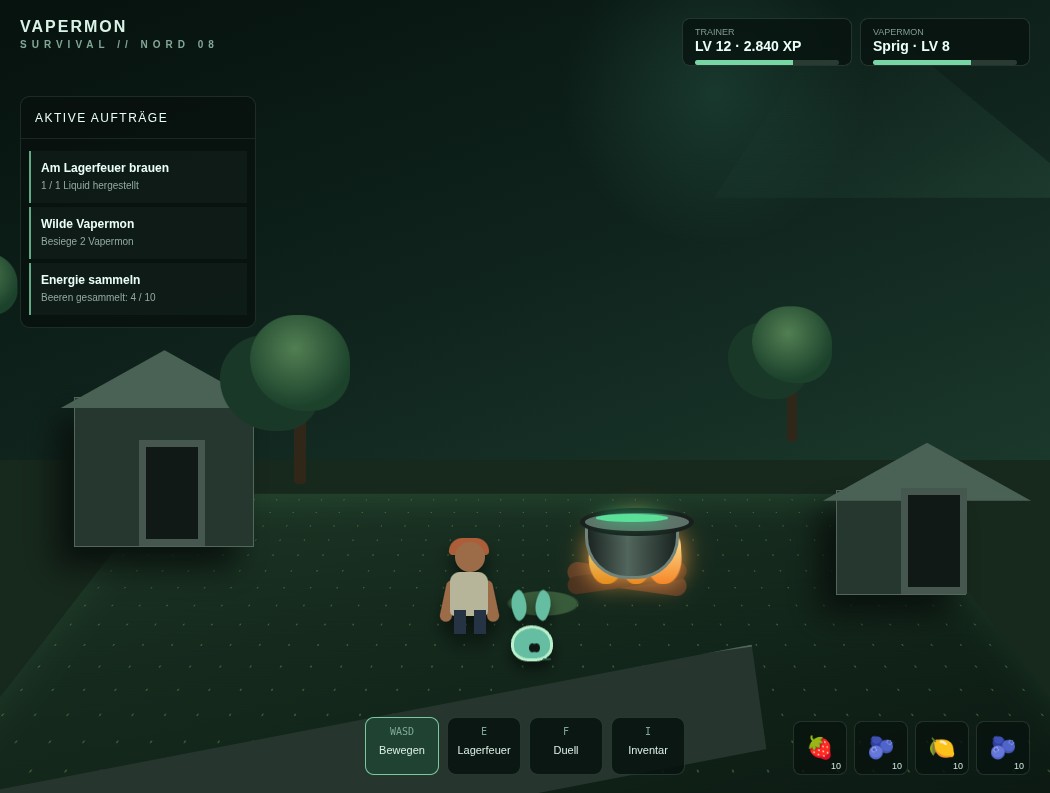 VAPERMON
SURVIVAL // NORD 08
TRAINER
LV 12 · 2.840 XP
VAPERMON
Sprig · LV 8
AKTIVE AUFTRÄGE
Am Lagerfeuer brauen
1 / 1 Liquid hergestellt
Wilde Vapermon
Besiege 2 Vapermon
Energie sammeln
Beeren gesammelt: 4 / 10
WASD
Bewegen
E
Lagerfeuer
F
Duell
I
Inventar
10
10
10
10